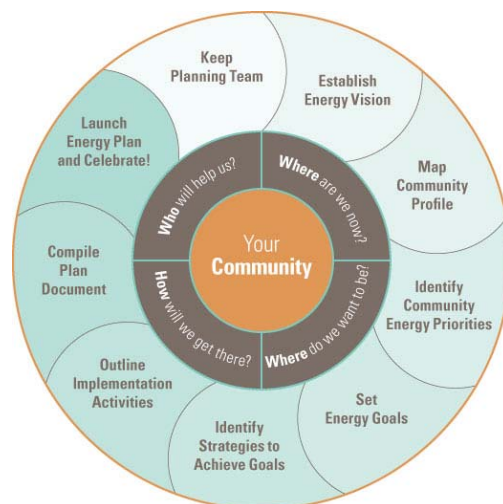 Keep
Planning Team
Establish
Energy Vision
Map
Community
Profile
Identify
Community
Energy Priorities
Set
Energy Goals
Identify
Strategies to
Achieve Goals
Outline
Implementation
Activities
Compile
Plan
Document
Launch
Energy Plan
and Celebrate!
Who will help us?
Where are we now?
Where do we want to be?
How will we get there?
Your
Community